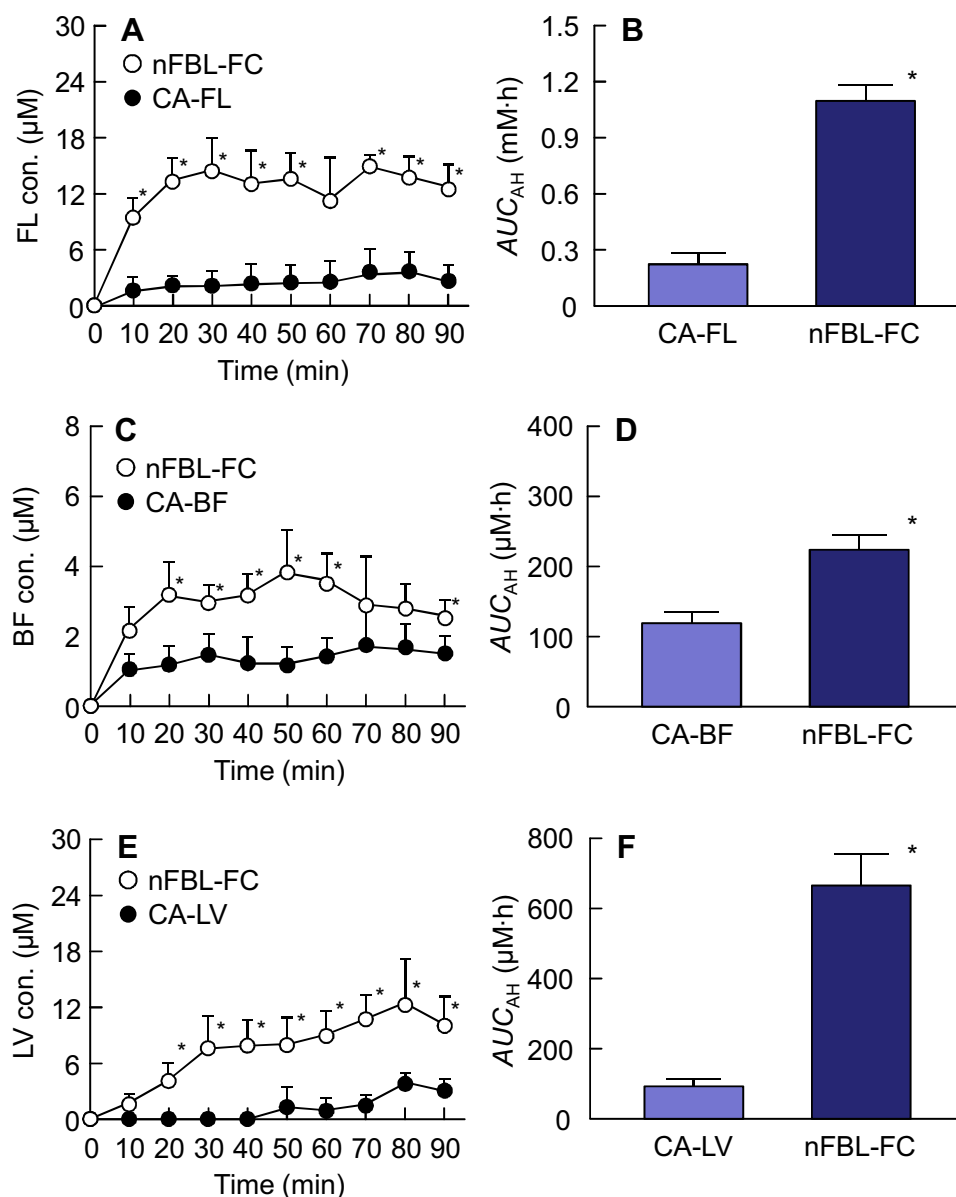 A
nFBL-FC
CA-FL
FL con. (μM)
30
24
18
12
6
0
* * * * * * * *
0 10 20 30 40 50 60 70 80 90
Time (min)
B
AUC_AH (mM·h)
1.5
1.2
0.9
0.6
0.3
0
*
CA-FL nFBL-FC
C
nFBL-FC
CA-BF
BF con. (μM)
8
6
4
2
0
* * * * * *
0 10 20 30 40 50 60 70 80 90
Time (min)
D
AUC_AH (μM·h)
400
300
200
100
0
*
CA-BF nFBL-FC
E
nFBL-FC
CA-LV
LV con. (μM)
30
24
18
12
6
0
* * * * * * * *
0 10 20 30 40 50 60 70 80 90
Time (min)
F
AUC_AH (μM·h)
800
600
400
200
0
*
CA-LV nFBL-FC